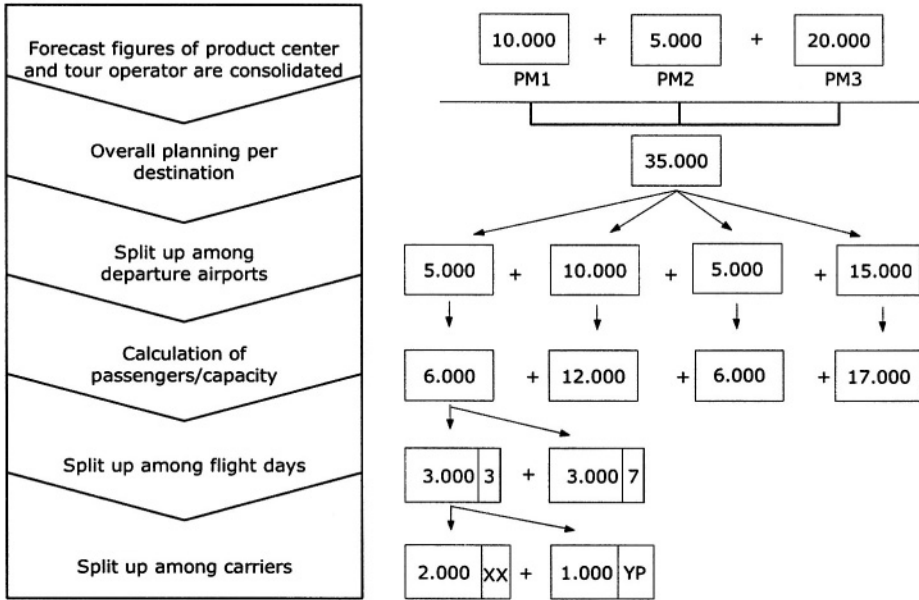 Forecast figures of product center
and tour operator are consolidated
10.000 + 5.000 + 20.000
PM1 PM2 PM3
Overall planning per
destination
35.000
Split up among
departure airports
5.000 + 10.000 + 5.000 + 15.000
Calculation of
passengers/capacity
6.000 + 12.000 + 6.000 + 17.000
Split up among flight days
3.000 3 + 3.000 7
Split up among carriers
2.000 XX + 1.000 YP